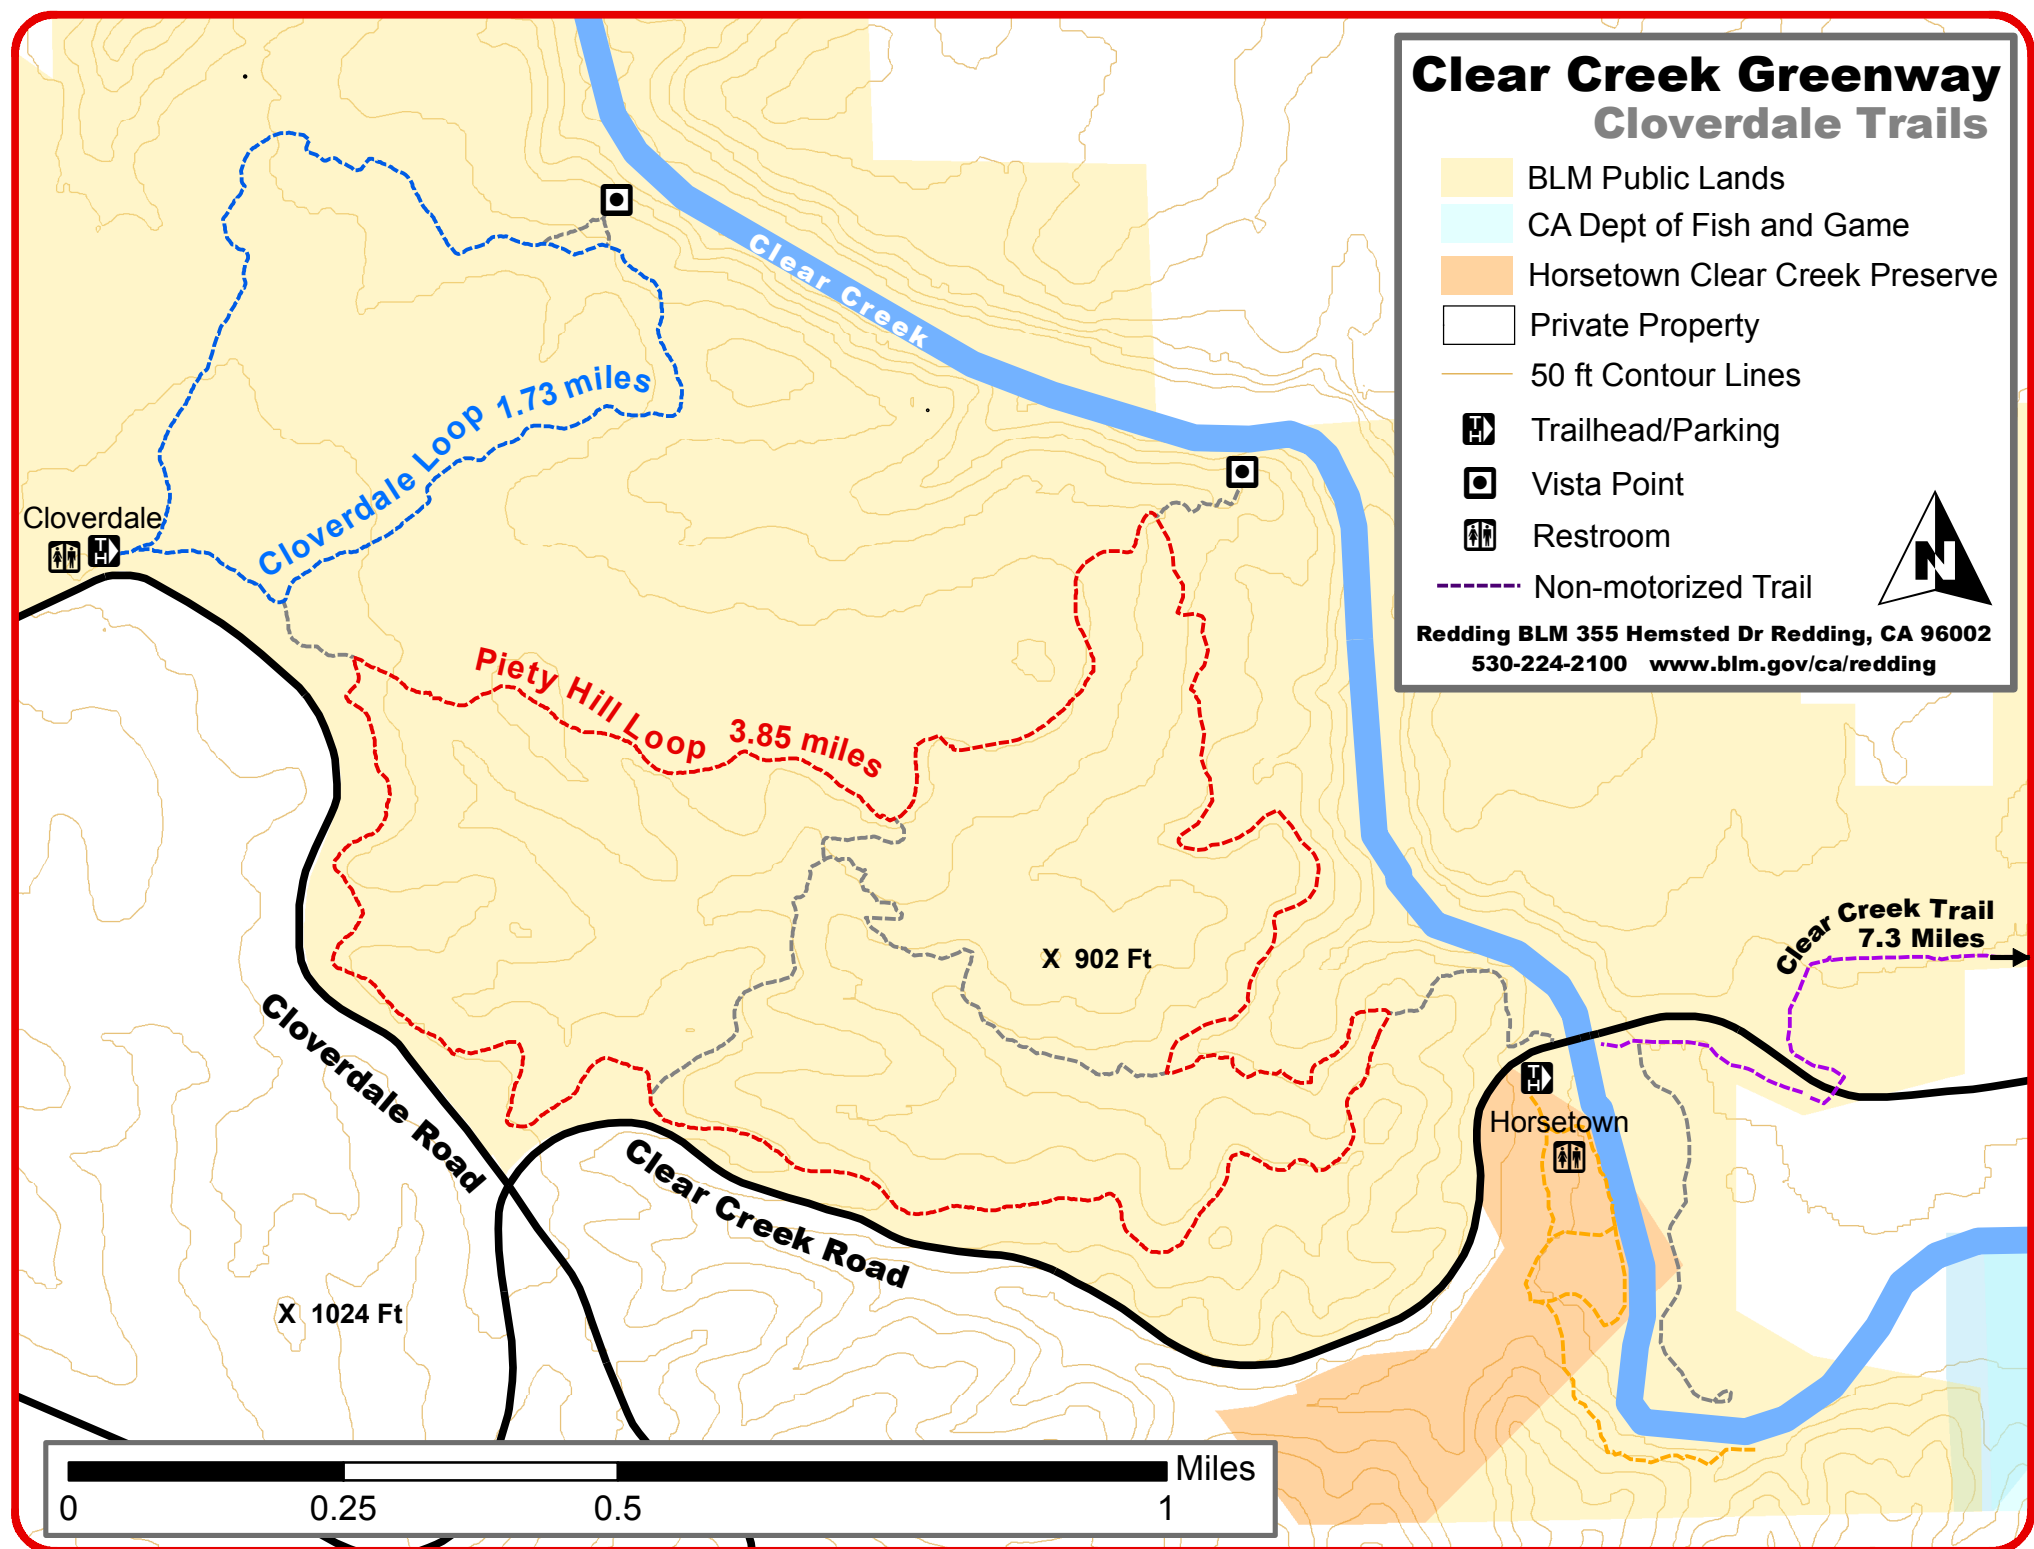 Clear Creek Greenway
Cloverdale Trails
BLM Public Lands
CA Dept of Fish and Game
Horsetown Clear Creek Preserve
Private Property
50 ft Contour Lines
TH
Trailhead/Parking
Vista Point
Restroom
Non-motorized Trail
N
Redding BLM 355 Hemsted Dr Redding, CA 96002
530-224-2100 www.blm.gov/ca/redding
Clear Creek
Cloverdale Loop 1.73 miles
Cloverdale
TH
Piety Hill Loop 3.85 miles
Clear Creek Trail
7.3 Miles
X 902 Ft
Cloverdale Road
TH
Horsetown
Clear Creek Road
X 1024 Ft
Miles
0 0.25 0.5 1